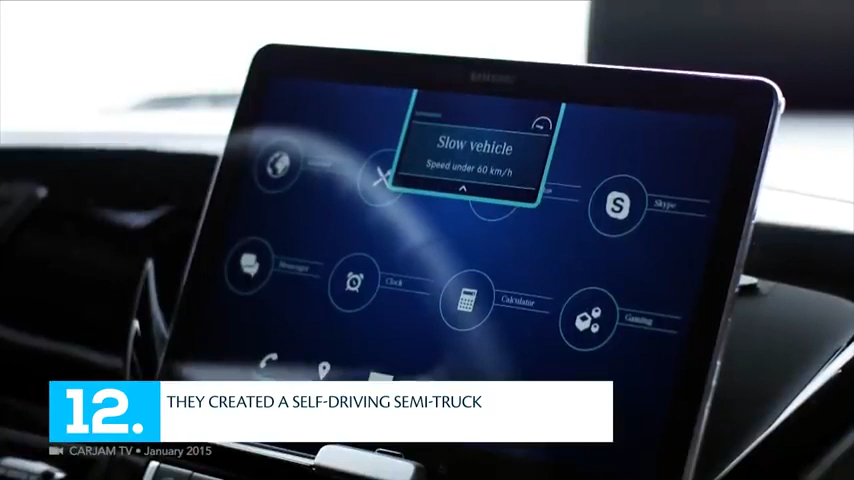 SAMSUNG
Slow vehicle
Speed under 60 km/h
Skype
Messenger
Clock
Calculator
Gaming
12.
THEY CREATED A SELF-DRIVING SEMI-TRUCK
CARJAM TV • January 2015